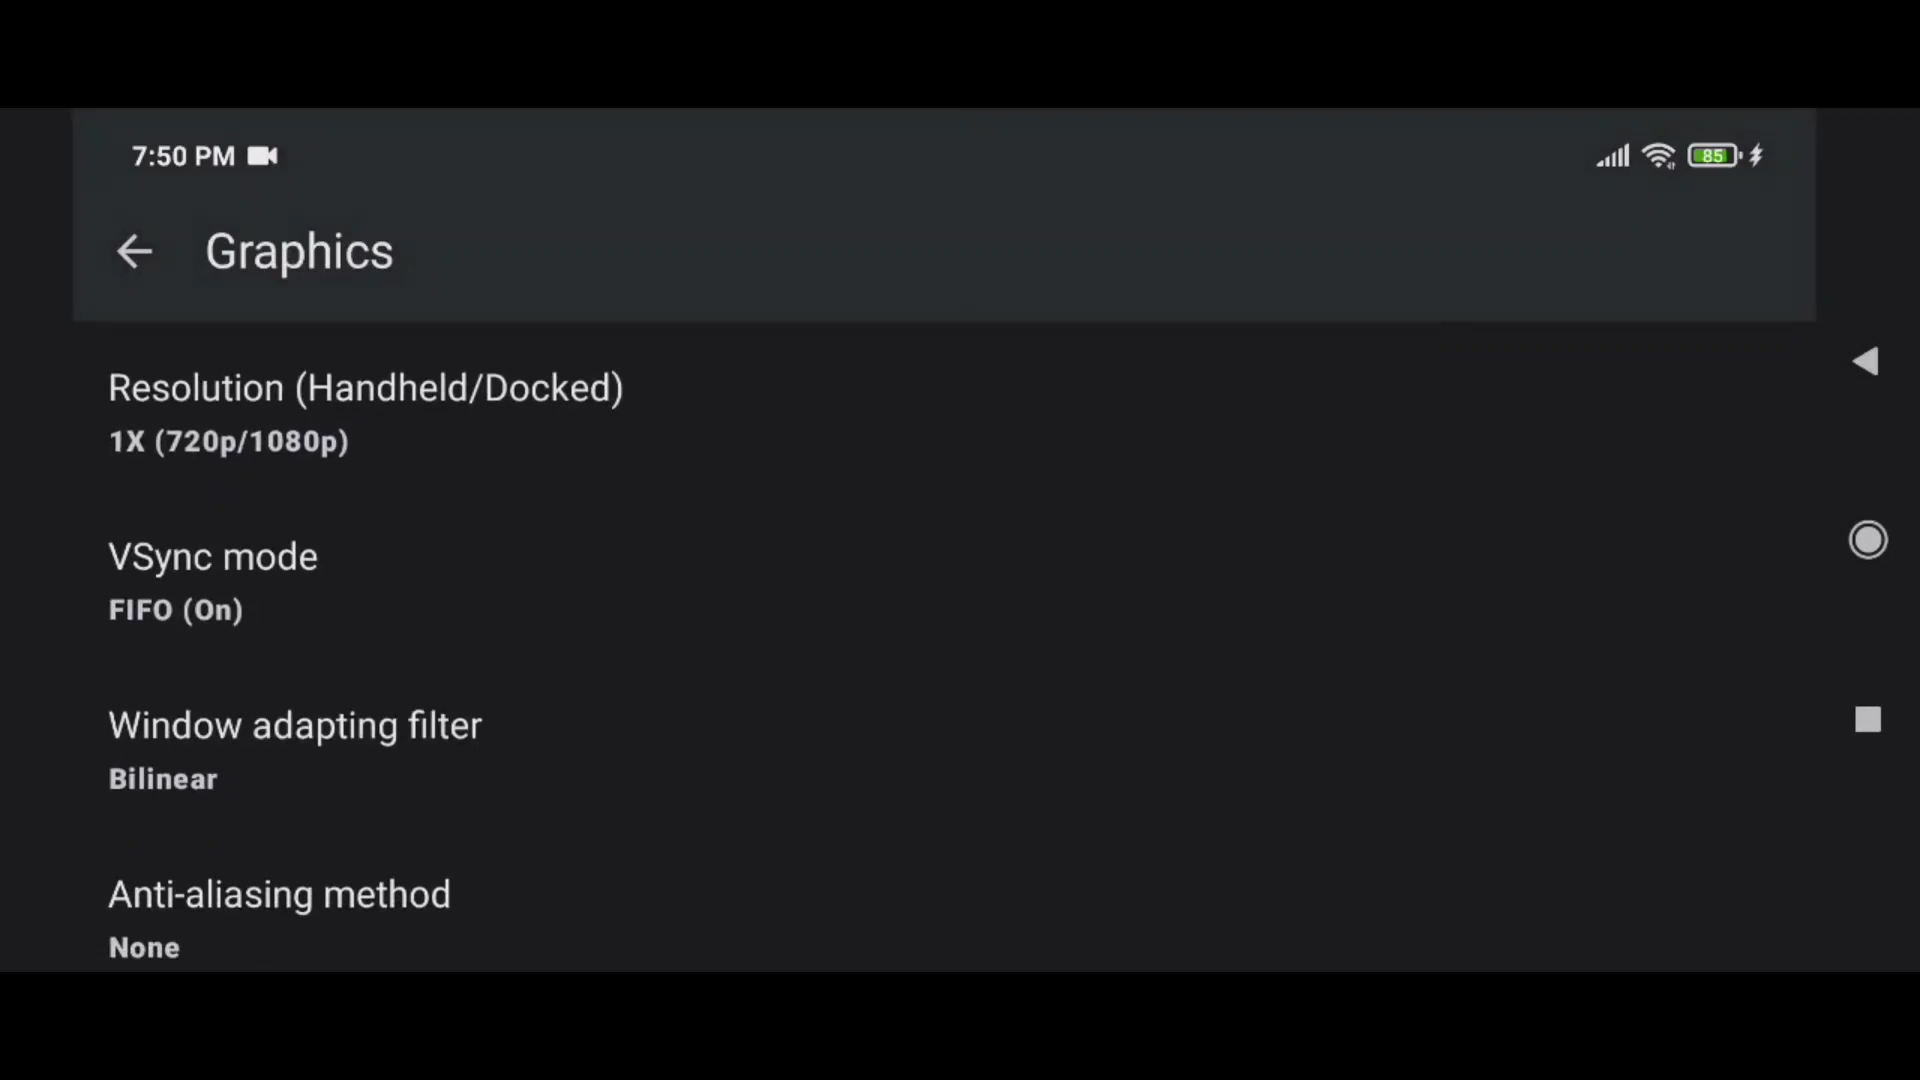 7:50 PM
85
Graphics
Resolution (Handheld/Docked)
1X (720p/1080p)
VSync mode
FIFO (On)
Window adapting filter
Bilinear
Anti-aliasing method
None